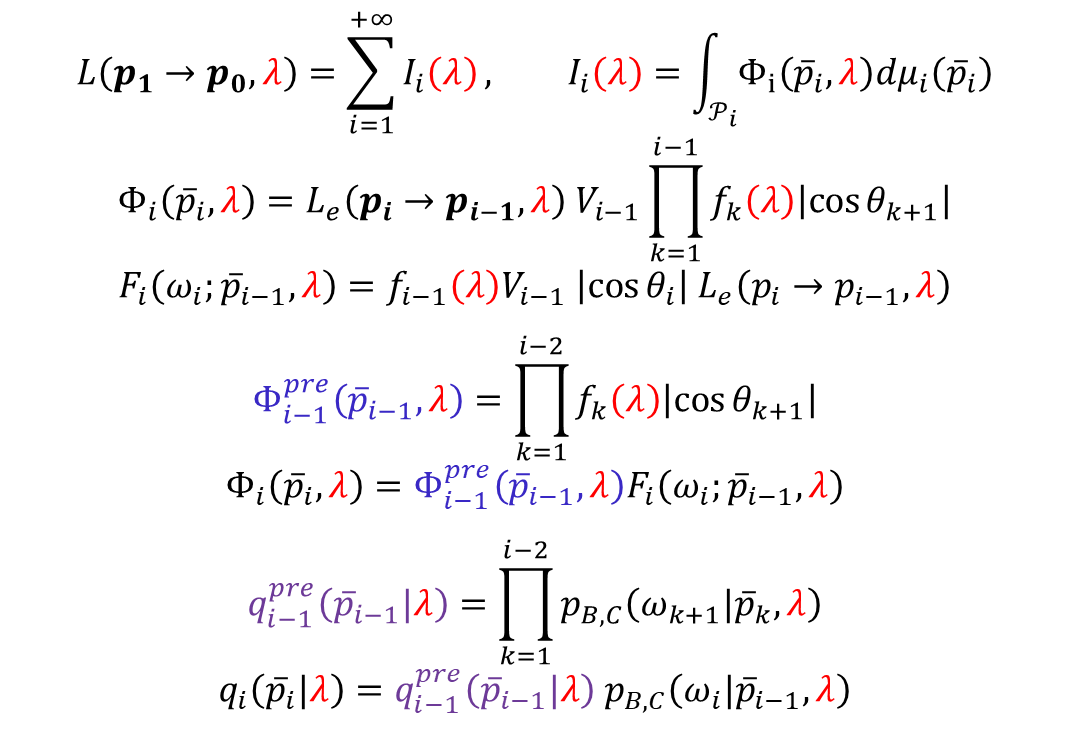 L(p₁ → p₀, λ) = ∑_{i=1}^{+∞} I_i(λ) , I_i(λ) = ∫_{𝒫_i} Φ_i(p̄_i, λ)dμ_i(p̄_i)
Φ_i(p̄_i, λ) = L_e(p_i → p_{i−1}, λ) V_{i−1} ∏_{k=1}^{i−1} f_k(λ)|cos θ_{k+1}|
F_i(ω_i; p̄_{i−1}, λ) = f_{i−1}(λ)V_{i−1} |cos θ_i| L_e(p_i → p_{i−1}, λ)
Φ_{i−1}^{pre}(p̄_{i−1}, λ) = ∏_{k=1}^{i−2} f_k(λ)|cos θ_{k+1}|
Φ_i(p̄_i, λ) = Φ_{i−1}^{pre}(p̄_{i−1}, λ)F_i(ω_i; p̄_{i−1}, λ)
q_{i−1}^{pre}(p̄_{i−1}|λ) = ∏_{k=1}^{i−2} p_{B,C}(ω_{k+1}|p̄_k, λ)
q_i(p̄_i|λ) = q_{i−1}^{pre}(p̄_{i−1}|λ) p_{B,C}(ω_i|p̄_{i−1}, λ)